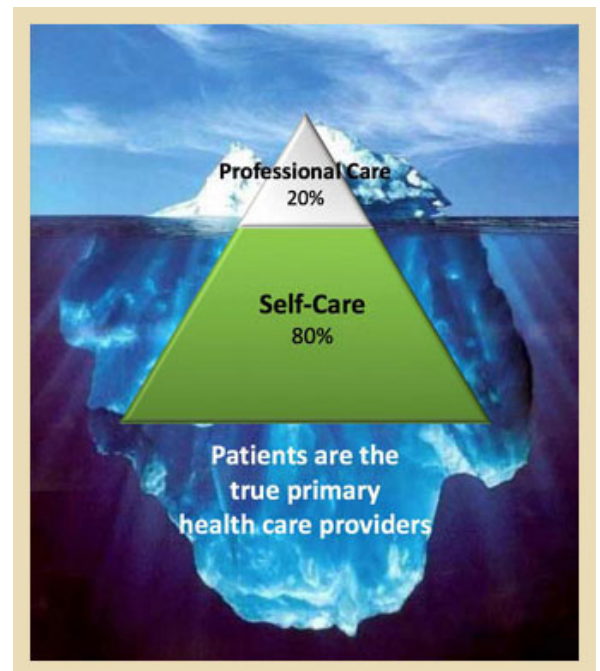 Professional Care
20%
Self-Care
80%
Patients are the
true primary
health care providers